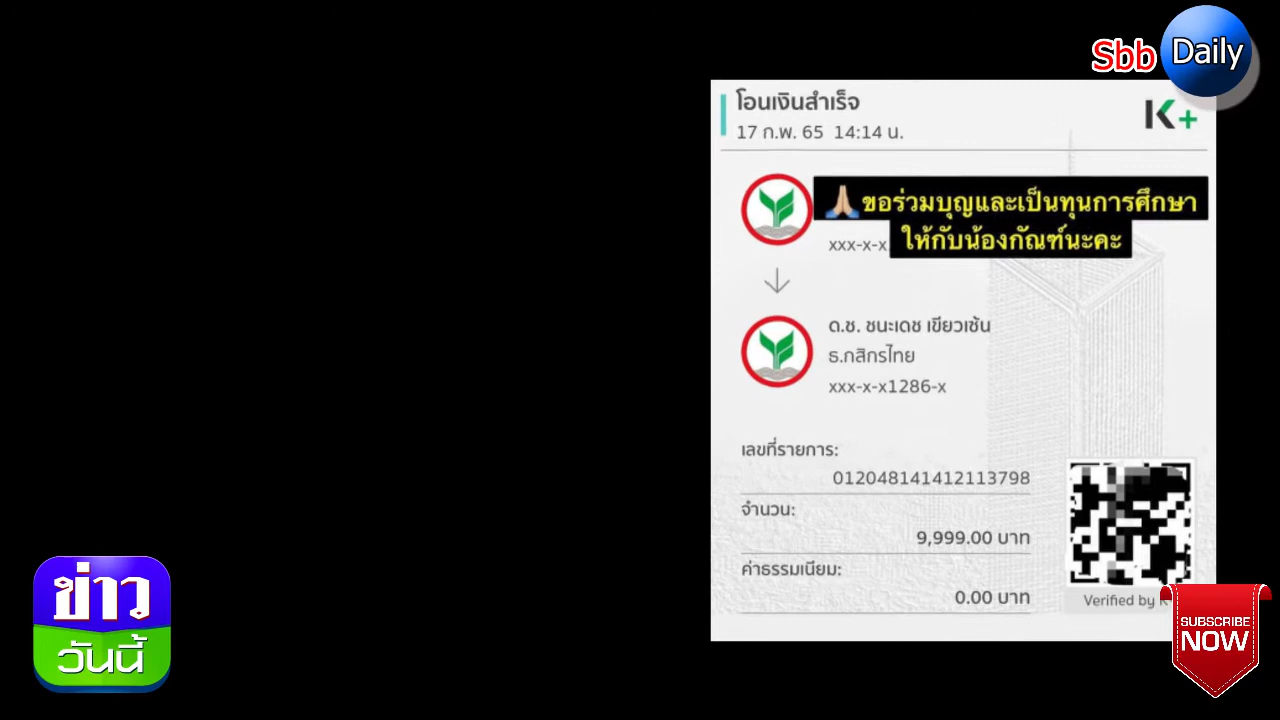 Sbb Daily
โอนเงินสำเร็จ
17 ก.พ. 65 14:14 น.
K+
🙏🏼ขอร่วมบุญและเป็นทุนการศึกษา
ให้กับน้องกัณฑ์นะคะ
xxx-x-x
ด.ช. ชนะเดช เขียวเซ้น
ธ.กสิกรไทย
xxx-x-x1286-x
เลขที่รายการ:
012048141412113798
จำนวน:
9,999.00 บาท
ค่าธรรมเนียม:
0.00 บาท
Verified by K
ข่าว
วันนี้
SUBSCRIBE
NOW